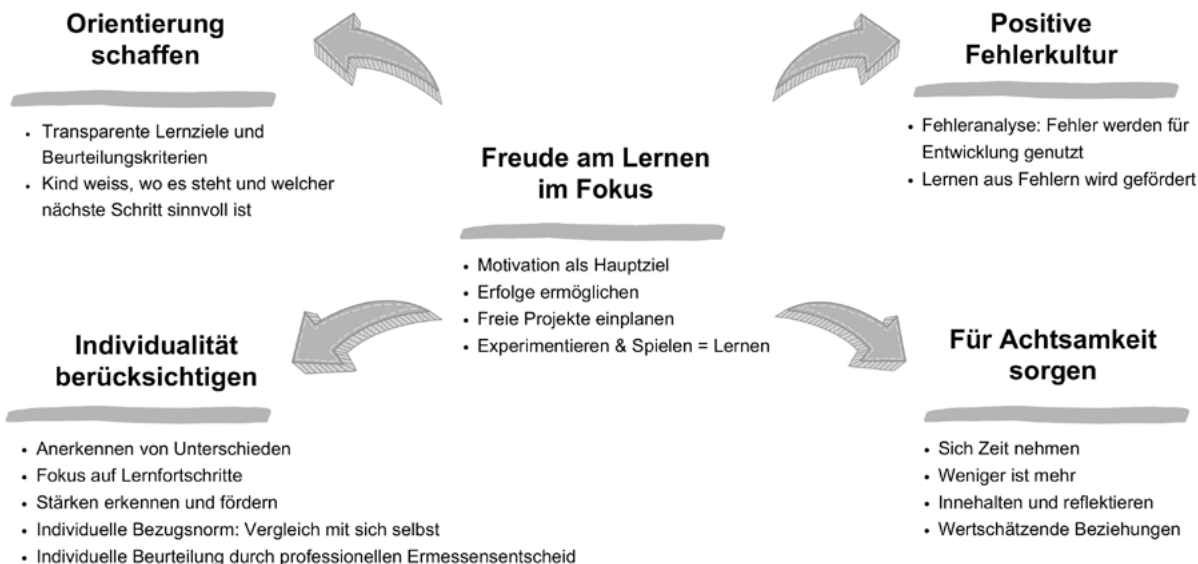 Orientierung
schaffen
• Transparente Lernziele und
Beurteilungskriterien
• Kind weiss, wo es steht und welcher
nächste Schritt sinnvoll ist
Positive
Fehlerkultur
• Fehleranalyse: Fehler werden für
Entwicklung genutzt
• Lernen aus Fehlern wird gefördert
Freude am Lernen
im Fokus
• Motivation als Hauptziel
• Erfolge ermöglichen
• Freie Projekte einplanen
• Experimentieren & Spielen = Lernen
Individualität
berücksichtigen
• Anerkennen von Unterschieden
• Fokus auf Lernfortschritte
• Stärken erkennen und fördern
• Individuelle Bezugsnorm: Vergleich mit sich selbst
• Individuelle Beurteilung durch professionellen Ermessensentscheid
Für Achtsamkeit
sorgen
• Sich Zeit nehmen
• Weniger ist mehr
• Innehalten und reflektieren
• Wertschätzende Beziehungen